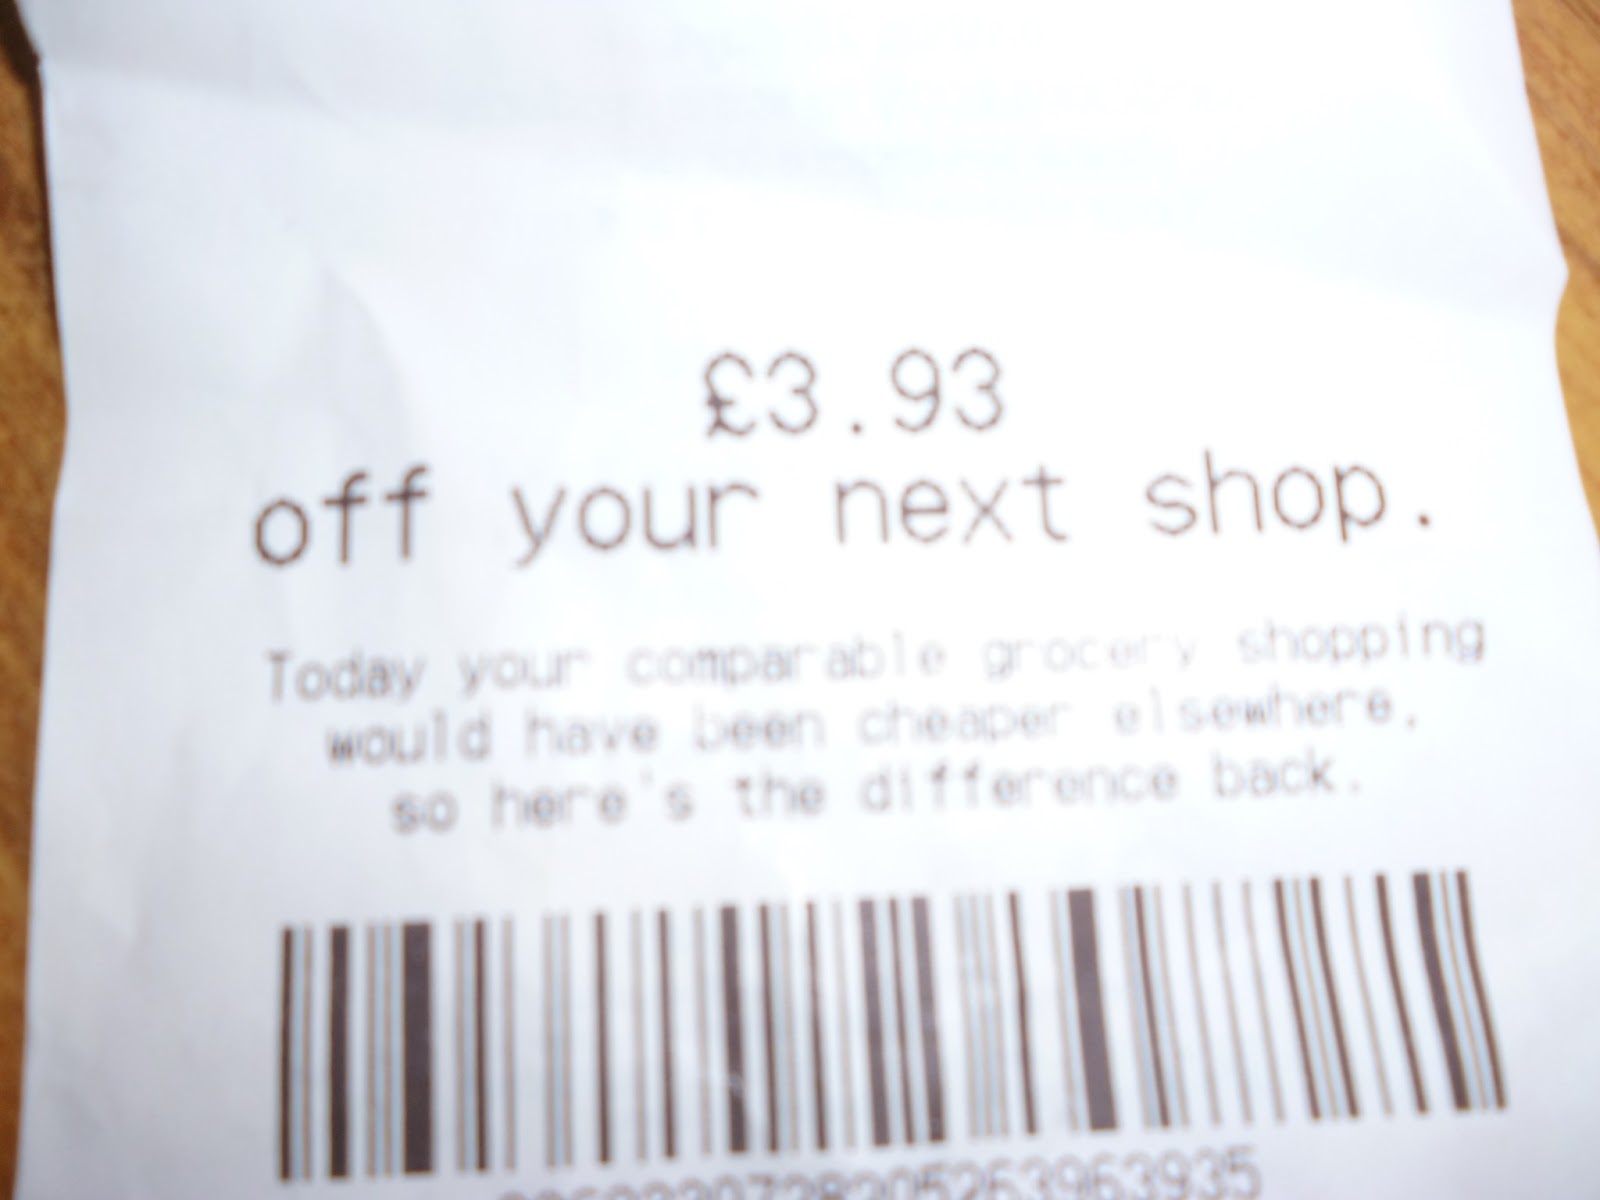 £3.93
off your next shop.
Today your comparable grocery shopping
would have been cheaper elsewhere,
so here's the difference back.